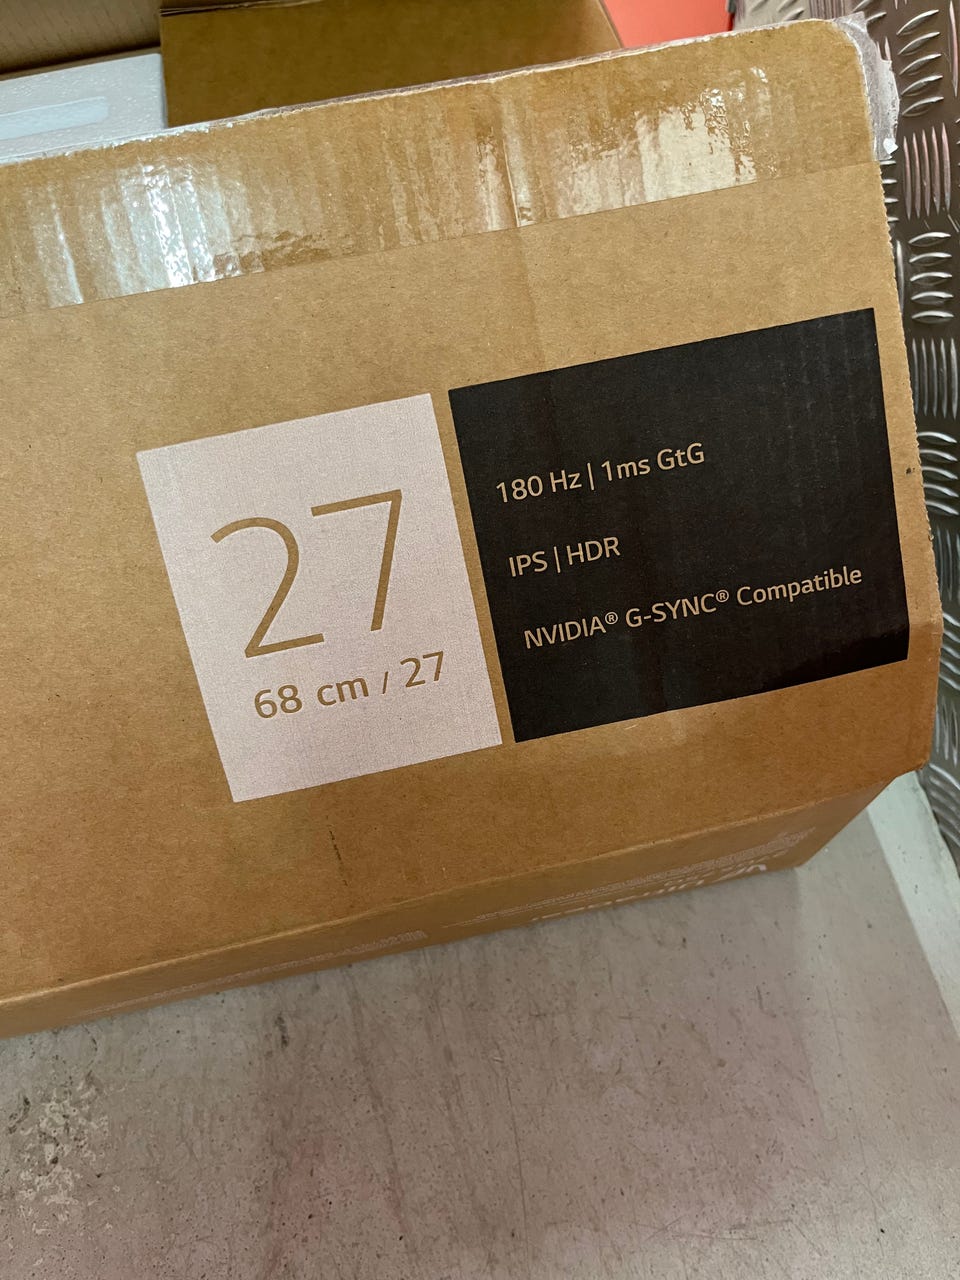 27
68 cm / 27
180 Hz | 1ms GtG
IPS | HDR
NVIDIA® G-SYNC® Compatible